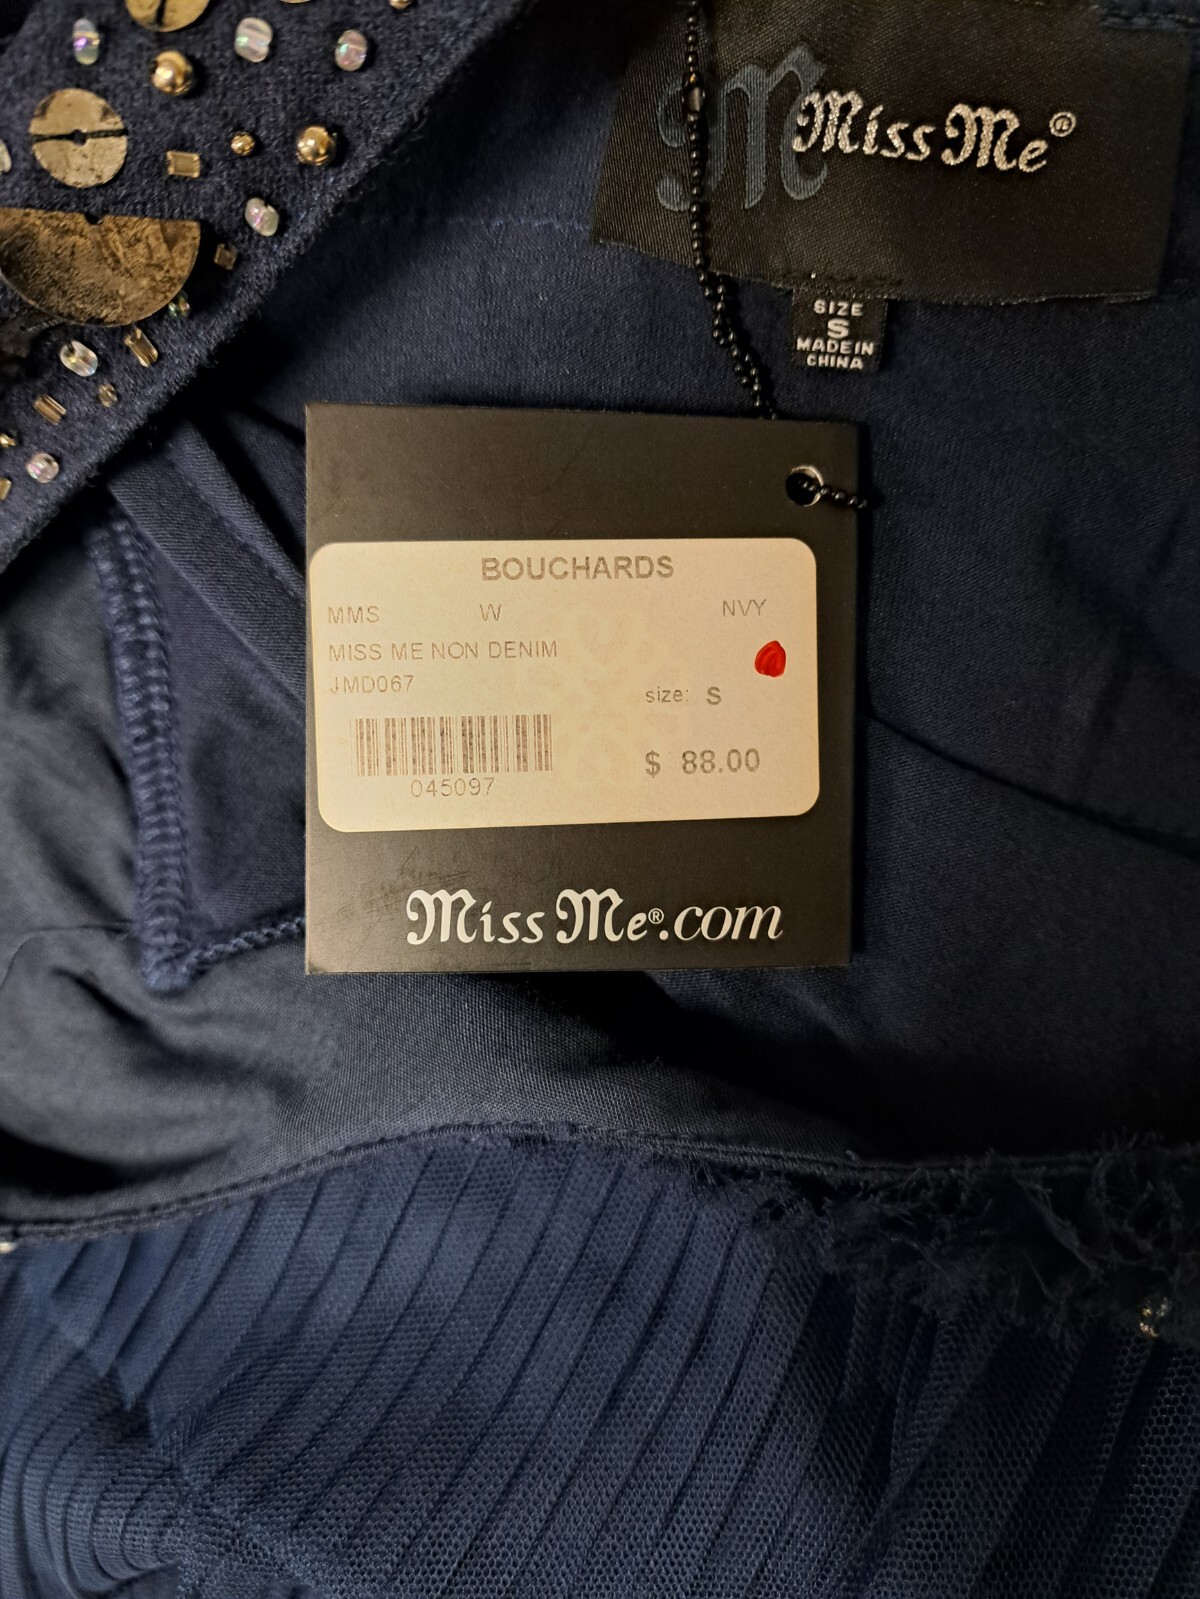 M Miss Me®
SIZE
S
MADE IN
CHINA
BOUCHARDS
MMS W NVY
MISS ME NON DENIM
JMD067
size: S
045097
$ 88.00
Miss Me®.com